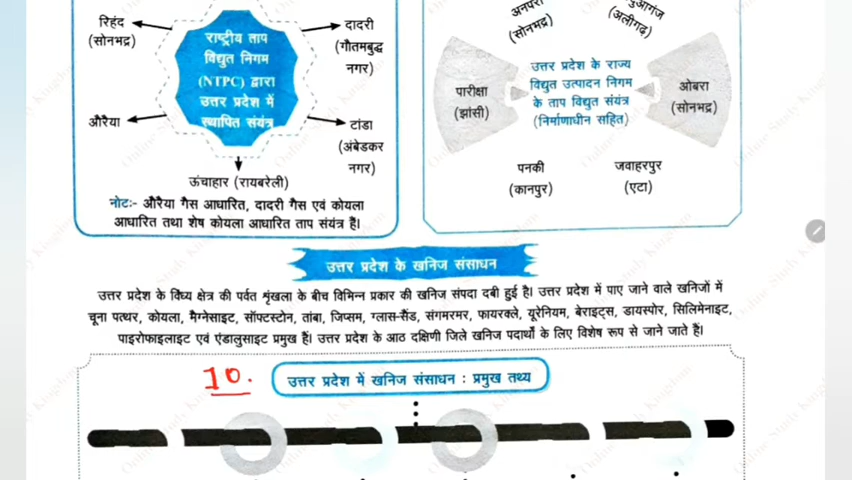 रिहंद
(सोनभद्र)
औरैया
राष्ट्रीय ताप
विद्युत निगम
(NTPC) द्वारा
उत्तर प्रदेश में
स्थापित संयंत्र
दादरी
(गौतमबुद्ध
नगर)
टांडा
(अंबेडकर
नगर)
ऊंचाहार (रायबरेली)
नोटः- औरैया गैस आधारित, दादरी गैस एवं कोयला
आधारित तथा शेष कोयला आधारित ताप संयंत्र हैं।
(सोनभद्र)
(अलीगढ़)
पारीक्षा
(झांसी)
उत्तर प्रदेश के राज्य
विद्युत उत्पादन निगम
के ताप विद्युत संयंत्र
(निर्माणाधीन सहित)
ओबरा
(सोनभद्र)
पनकी
(कानपुर)
जवाहरपुर
(एटा)
उत्तर प्रदेश के खनिज संसाधन
उत्तर प्रदेश के विंध्य क्षेत्र की पर्वत शृंखला के बीच विभिन्न प्रकार की खनिज संपदा दबी हुई है। उत्तर प्रदेश में पाए जाने वाले खनिजों में
चूना पत्थर, कोयला, मैग्नेसाइट, सॉफ्टस्टोन, तांबा, जिप्सम, ग्लास-सैंड, संगमरमर, फायरक्ले, यूरेनियम, बेराइट्स, डायस्पोर, सिलिमेनाइट,
पाइरोफाइलाइट एवं एंडालुसाइट प्रमुख हैं। उत्तर प्रदेश के आठ दक्षिणी जिले खनिज पदार्थों के लिए विशेष रूप से जाने जाते हैं।
10.
उत्तर प्रदेश में खनिज संसाधन : प्रमुख तथ्य